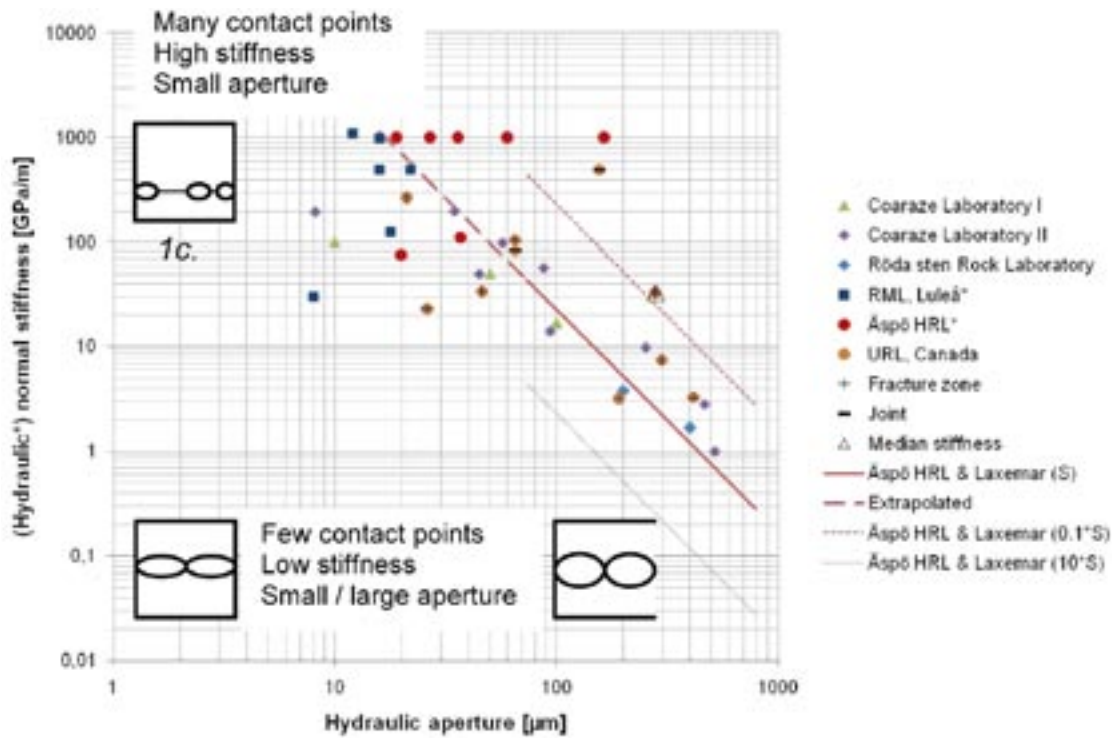 Many contact points
High stiffness
Small aperture
1c.
10000
1000
100
10
1
0,1
0,01
(Hydraulic*) normal stiffness [GPa/m]
Few contact points
Low stiffness
Small / large aperture
1
10
100
1000
Hydraulic aperture [µm]
Coaraze Laboratory I
Coaraze Laboratory II
Röda sten Rock Laboratory
RML, Luleå*
Äspö HRL*
URL, Canada
Fracture zone
Joint
Median stiffness
Äspö HRL & Laxemar (S)
Extrapolated
Äspö HRL & Laxemar (0.1*S)
Äspö HRL & Laxemar (10*S)